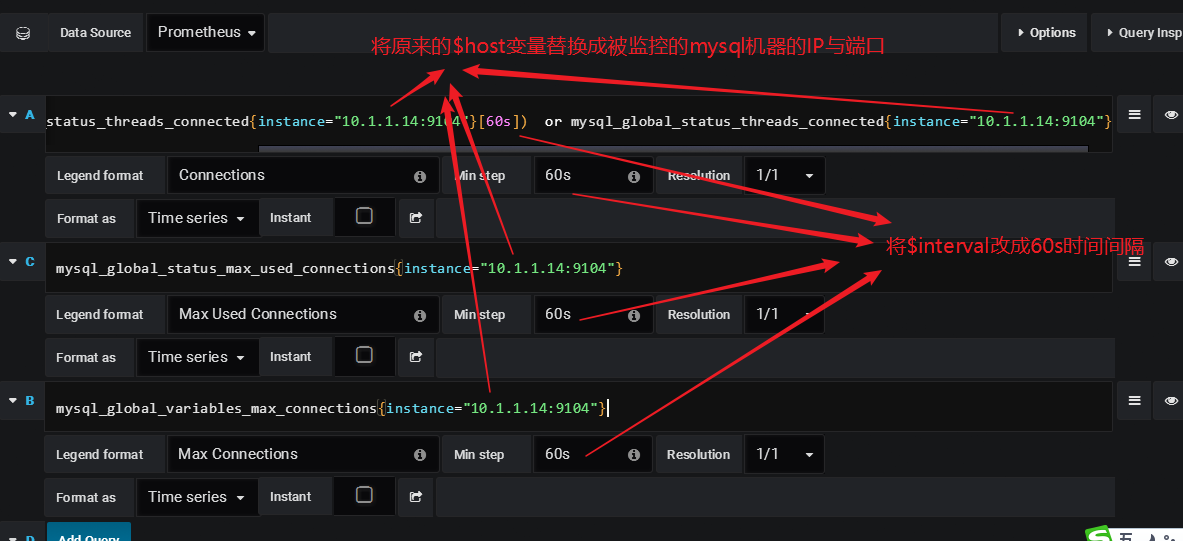 Data Source Prometheus Options Query Insp
将原来的$host变量替换成被监控的mysql机器的IP与端口
A _status_threads_connected{instance="10.1.1.14:9104"}[60s]) or mysql_global_status_threads_connected{instance="10.1.1.14:9104"}
Legend format Connections Min step 60s Resolution 1/1
Format as Time series Instant
将$interval改成60s时间间隔
C mysql_global_status_max_used_connections{instance="10.1.1.14:9104"}
Legend format Max Used Connections Min step 60s Resolution 1/1
Format as Time series Instant
B mysql_global_variables_max_connections{instance="10.1.1.14:9104"}
Legend format Max Connections Min step 60s Resolution 1/1
Format as Time series Instant
D Add Query
S 五